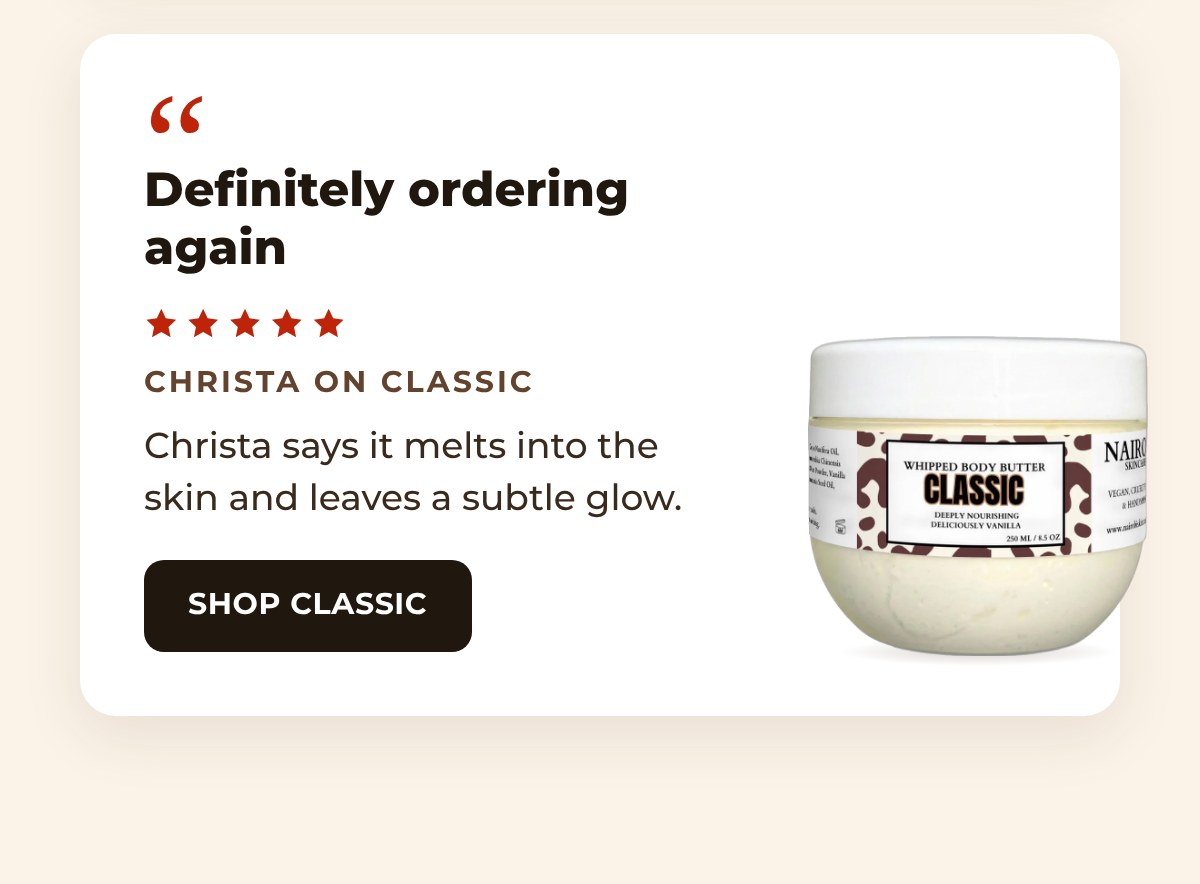 “
Definitely ordering
again
★★★★★
CHRISTA ON CLASSIC
Christa says it melts into the
skin and leaves a subtle glow.
SHOP CLASSIC
WHIPPED BODY BUTTER
CLASSIC
DEEPLY NOURISHING
DELICIOUSLY VANILLA
250 ML / 8.5 OZ